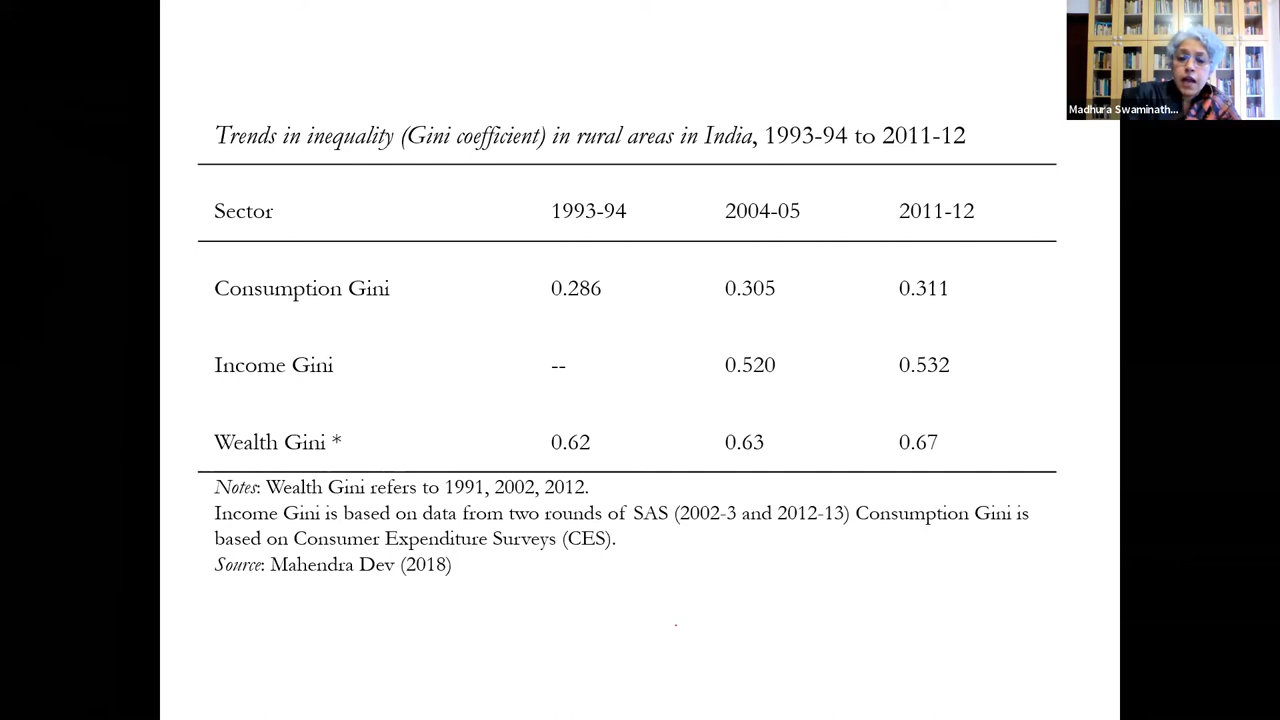 Madhura Swaminath...
Trends in inequality (Gini coefficient) in rural areas in India, 1993-94 to 2011-12
Sector 1993-94 2004-05 2011-12
Consumption Gini 0.286 0.305 0.311
Income Gini -- 0.520 0.532
Wealth Gini * 0.62 0.63 0.67
Notes: Wealth Gini refers to 1991, 2002, 2012.
Income Gini is based on data from two rounds of SAS (2002-3 and 2012-13) Consumption Gini is
based on Consumer Expenditure Surveys (CES).
Source: Mahendra Dev (2018)